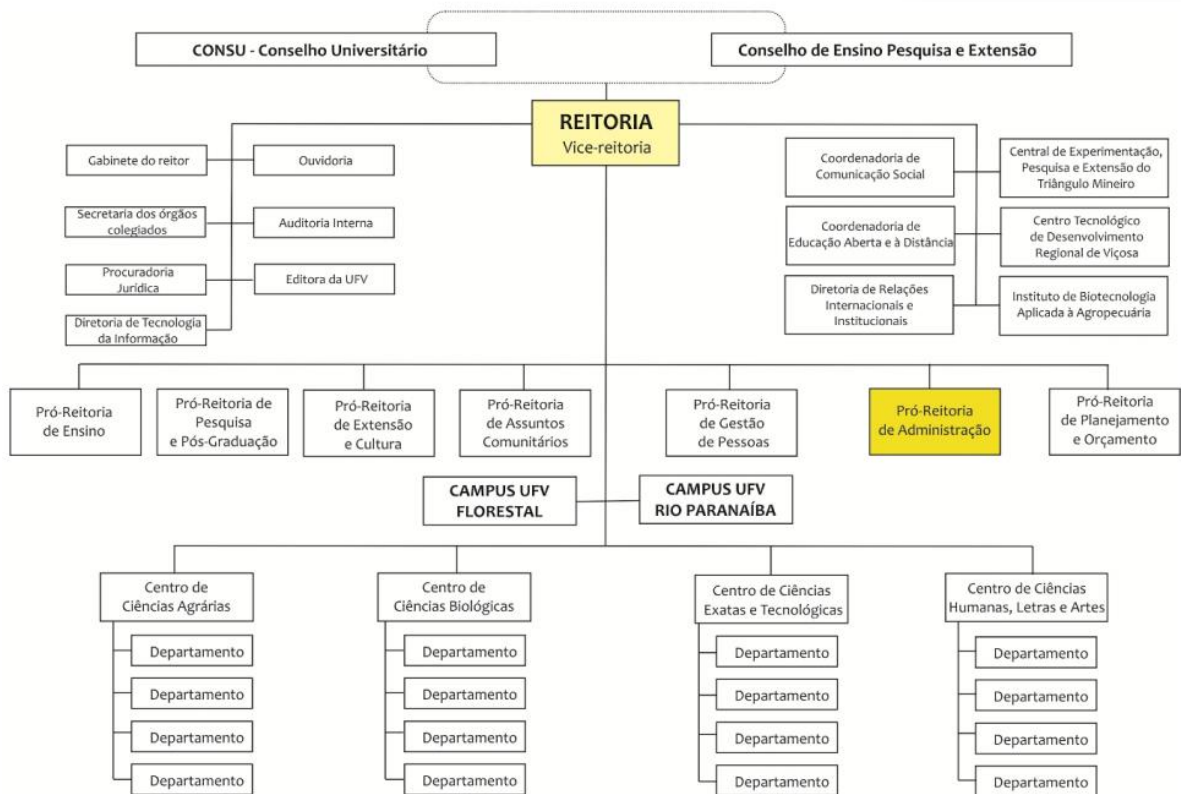 CONSU - Conselho Universitário
Conselho de Ensino Pesquisa e Extensão
REITORIA
Vice-reitoria
Gabinete do reitor
Ouvidoria
Secretaria dos órgãos
colegiados
Auditoria Interna
Procuradoria
Jurídica
Editora da UFV
Diretoria de Tecnologia
da Informação
Coordenadoria de
Comunicação Social
Central de Experimentação,
Pesquisa e Extensão do
Triângulo Mineiro
Coordenadoria de
Educação Aberta e à Distância
Centro Tecnológico
de Desenvolvimento
Regional de Viçosa
Diretoria de Relações
Internacionais e
Institucionais
Instituto de Biotecnologia
Aplicada à Agropecuária
Pró-Reitoria
de Ensino
Pró-Reitoria de
Pesquisa
e Pós-Graduação
Pró-Reitoria
de Extensão
e Cultura
Pró-Reitoria
de Assuntos
Comunitários
Pró-Reitoria
de Gestão
de Pessoas
Pró-Reitoria
de Administração
Pró-Reitoria
de Planejamento
e Orçamento
CAMPUS UFV
FLORESTAL
CAMPUS UFV
RIO PARANAÍBA
Centro de
Ciências Agrárias
Departamento
Departamento
Departamento
Departamento
Centro de
Ciências Biológicas
Departamento
Departamento
Departamento
Departamento
Centro de Ciências
Exatas e Tecnológicas
Departamento
Departamento
Departamento
Departamento
Centro de Ciências
Humanas, Letras e Artes
Departamento
Departamento
Departamento
Departamento